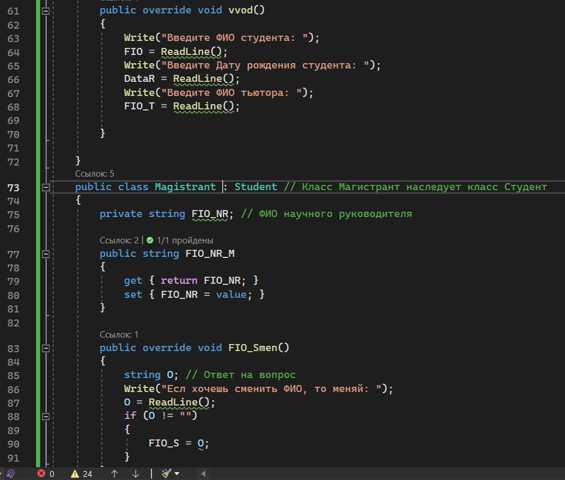 61 public override void vvod()
62 {
63 Write("Введите ФИО студента: ");
64 FIO = ReadLine();
65 Write("Введите Дату рождения студента: ");
66 DataR = ReadLine();
67 Write("Введите ФИО тьютора: ");
68 FIO_T = ReadLine();
69
70 }
71
72 }
Ссылок: 5
73 public class Magistrant : Student // Класс Магистрант наследует класс Студент
74 {
75 private string FIO_NR; // ФИО научного руководителя
76
Ссылок: 2 | 1/1 пройдены
77 public string FIO_NR_M
78 {
79 get { return FIO_NR; }
80 set { FIO_NR = value; }
81 }
82
Ссылок: 1
83 public override void FIO_Smen()
84 {
85 string O; // Ответ на вопрос
86 Write("Есл хочешь сменить ФИО, то меняй: ");
87 O = ReadLine();
88 if (O != "")
89 {
90 FIO_S = O;
91 }
0 24